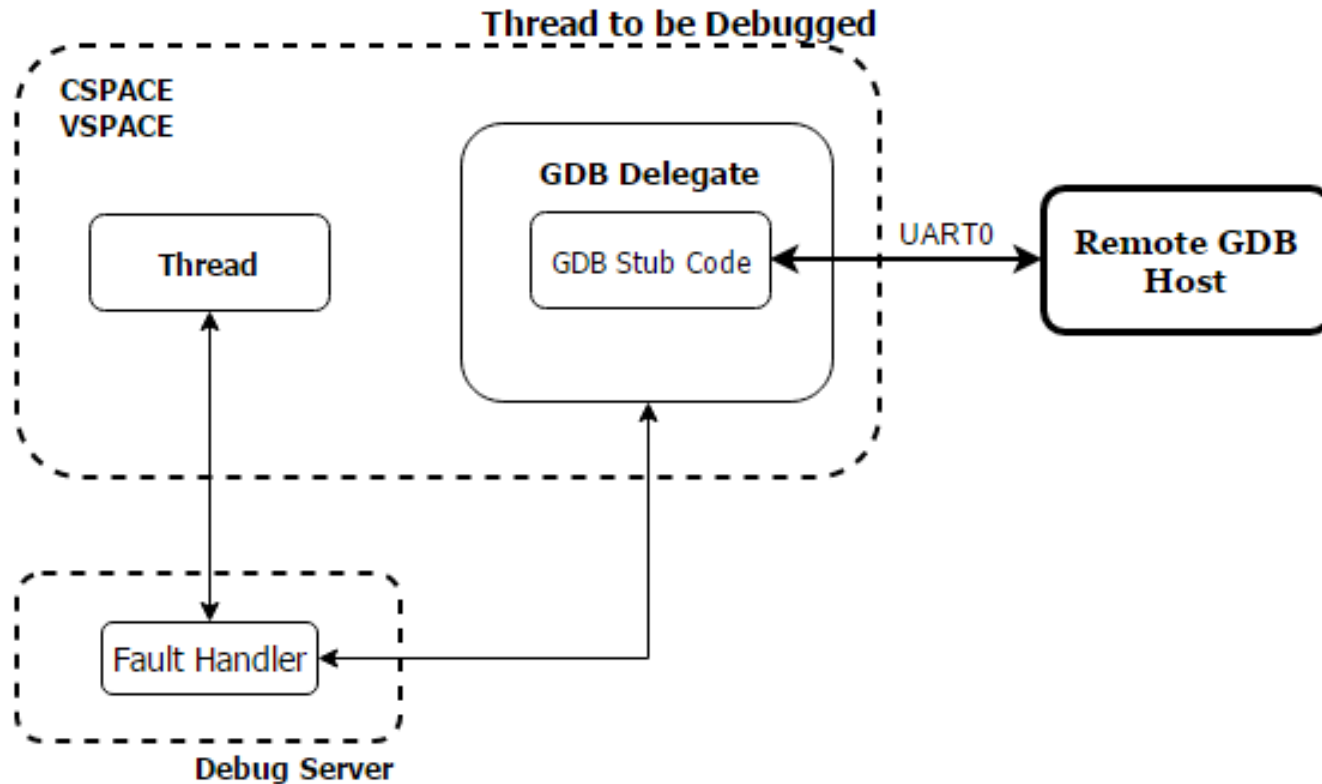 Thread to be Debugged
CSPACE
VSPACE
GDB Delegate
Thread
GDB Stub Code
UART0
Remote GDB
Host
Fault Handler
Debug Server